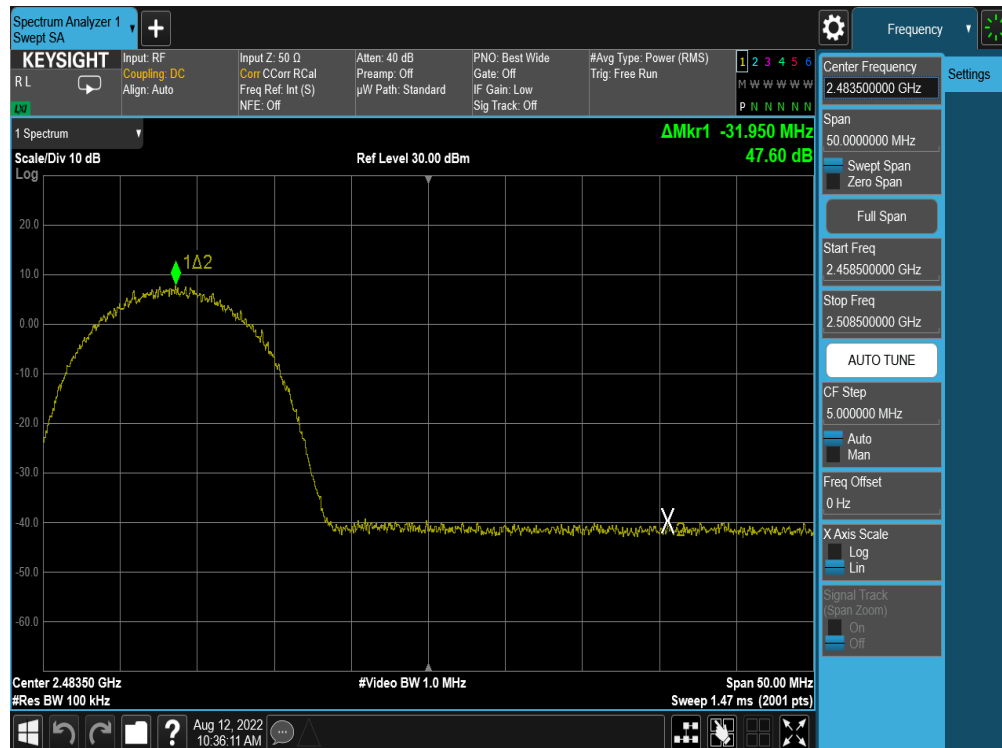 Spectrum Analyzer 1
Swept SA
+
Frequency
KEYSIGHT
R L
LXI
Input: RF
Coupling: DC
Align: Auto
Input Z: 50 Ω
Corr CCorr RCal
Freq Ref: Int (S)
NFE: Off
Atten: 40 dB
Preamp: Off
µW Path: Standard
PNO: Best Wide
Gate: Off
IF Gain: Low
Sig Track: Off
#Avg Type: Power (RMS)
Trig: Free Run
1 2 3 4 5 6
M W W W W W
P N N N N N
1 Spectrum
ΔMkr1 -31.950 MHz
Scale/Div 10 dB
Ref Level 30.00 dBm
47.60 dB
Log
20.0
10.0
0.00
-10.0
-20.0
-30.0
-40.0
-50.0
-60.0
1Δ2
X2
Center 2.48350 GHz
#Video BW 1.0 MHz
Span 50.00 MHz
#Res BW 100 kHz
Sweep 1.47 ms (2001 pts)
Center Frequency
2.483500000 GHz
Settings
Span
50.0000000 MHz
Swept Span
Zero Span
Full Span
Start Freq
2.458500000 GHz
Stop Freq
2.508500000 GHz
AUTO TUNE
CF Step
5.000000 MHz
Auto
Man
Freq Offset
0 Hz
X Axis Scale
Log
Lin
Signal Track
(Span Zoom)
On
Off
?
Aug 12, 2022
10:36:11 AM